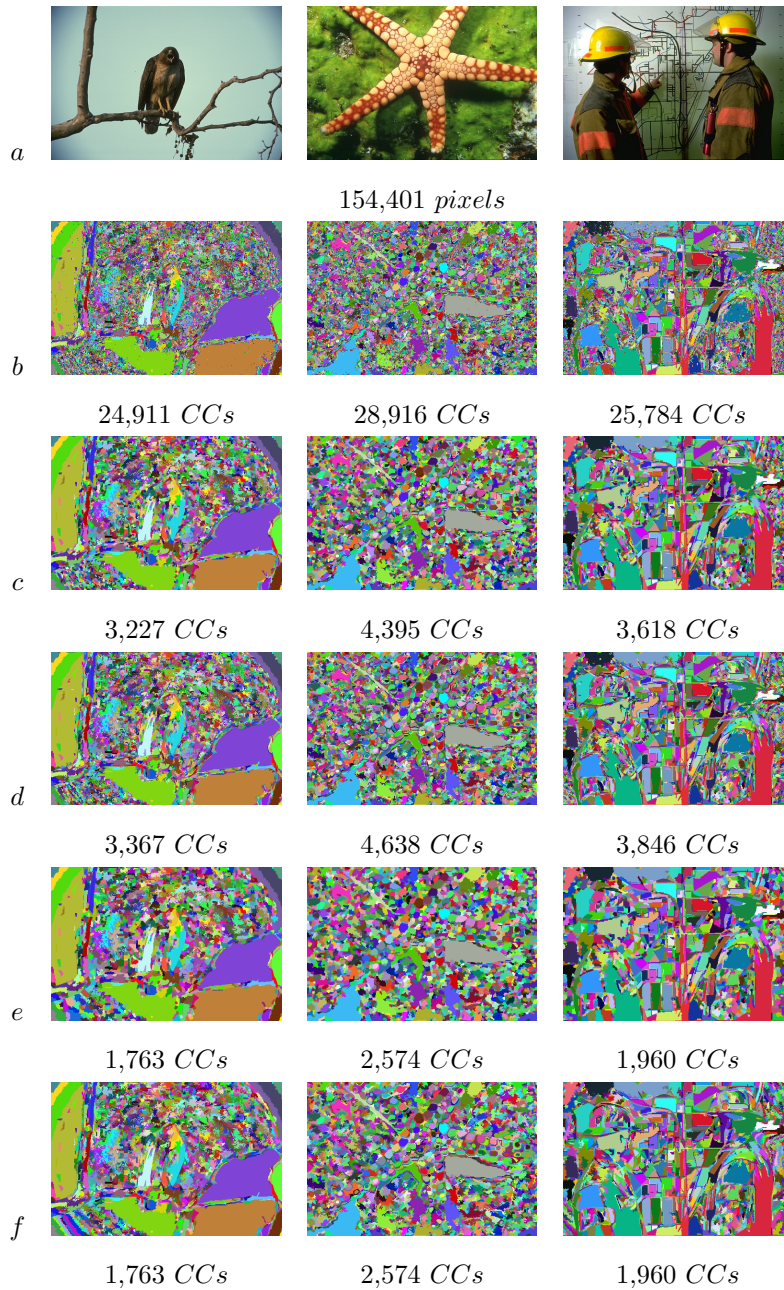 a
154,401 pixels
b
24,911 CCs 28,916 CCs 25,784 CCs
c
3,227 CCs 4,395 CCs 3,618 CCs
d
3,367 CCs 4,638 CCs 3,846 CCs
e
1,763 CCs 2,574 CCs 1,960 CCs
f
1,763 CCs 2,574 CCs 1,960 CCs